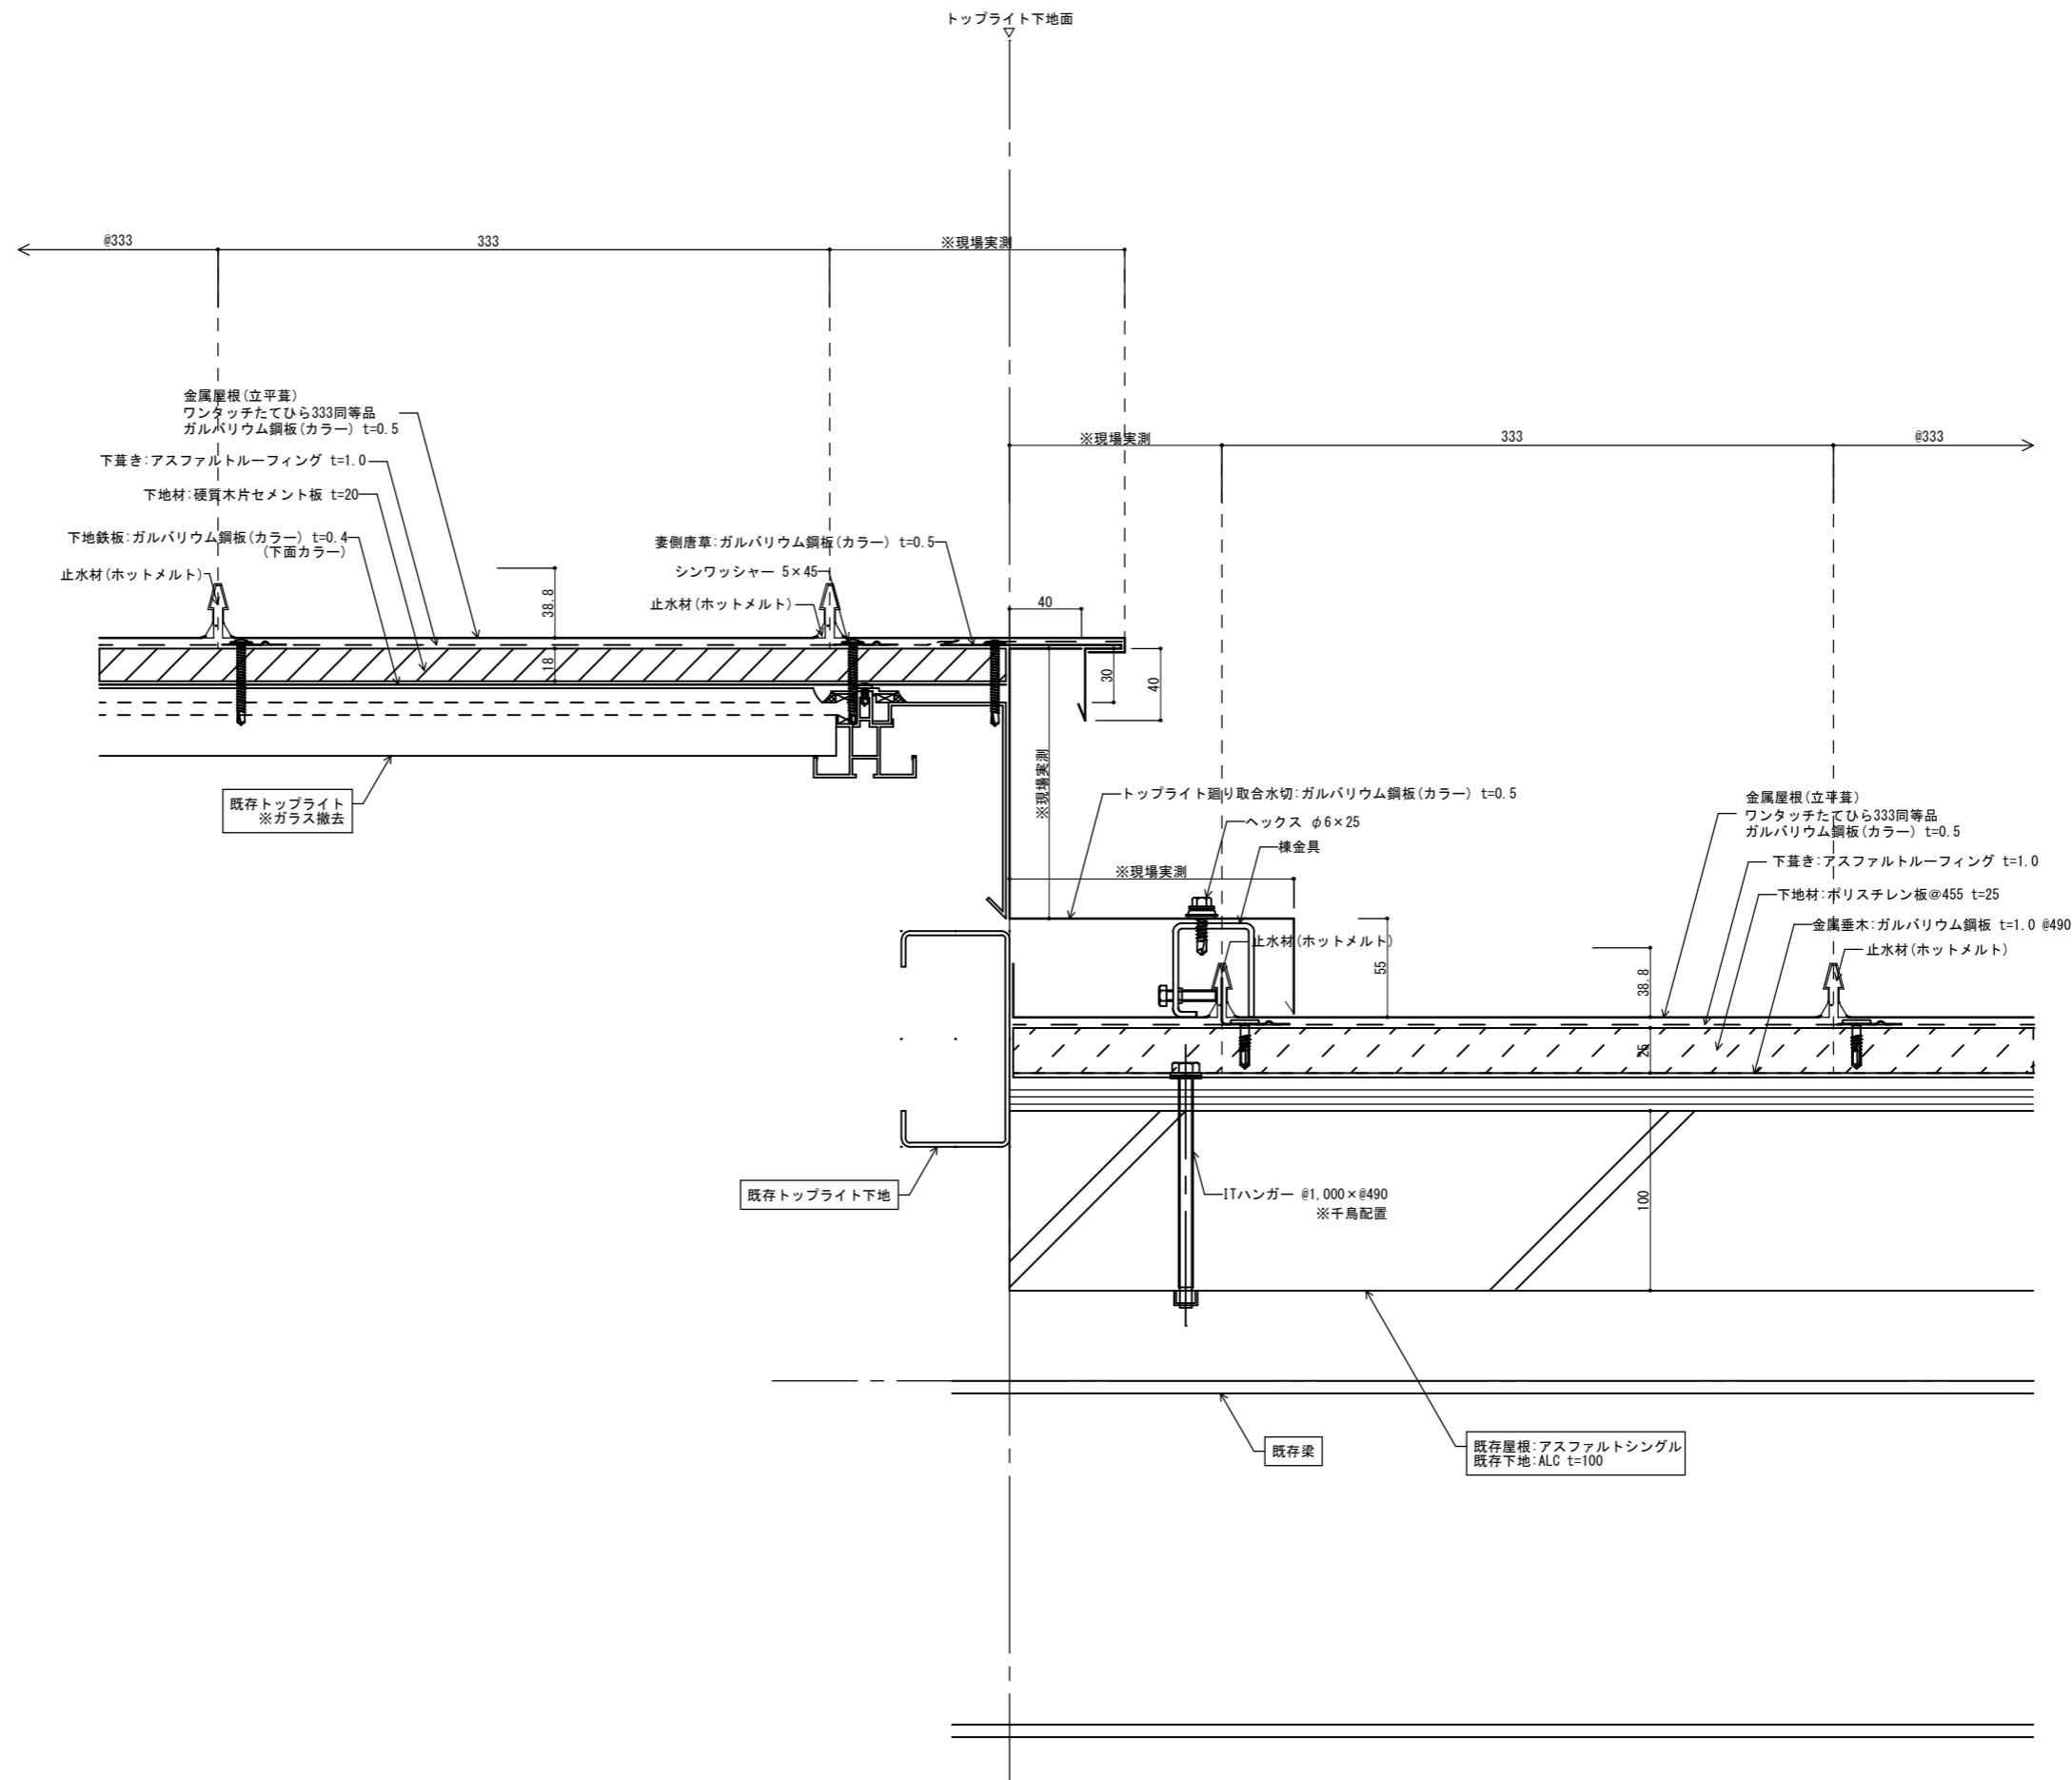 トップライト下地面
@333
333
※現場実測
※現場実測
333
@333
金属屋根(立平葺)
ワンタッチたてひら333同等品
ガルバリウム鋼板(カラー) t=0.5
下葺き:アスファルトルーフィング t=1.0
下地材:硬質木片セメント板 t=20
下地鉄板:ガルバリウム鋼板(カラー) t=0.4
(下面カラー)
止水材(ホットメルト)
38.8
18
妻側唐草:ガルバリウム鋼板(カラー) t=0.5
シンワッシャー 5×45
止水材(ホットメルト)
40
30
40
※現場実測
既存トップライト
※ガラス撤去
トップライト廻り取合水切:ガルバリウム鋼板(カラー) t=0.5
ヘックス φ6×25
棟金具
※現場実測
止水材(ホットメルト)
55
金属屋根(立平葺)
ワンタッチたてひら333同等品
ガルバリウム鋼板(カラー) t=0.5
下葺き:アスファルトルーフィング t=1.0
下地材:ポリスチレン板@455 t=25
金属垂木:ガルバリウム鋼板 t=1.0 @490
止水材(ホットメルト)
38.8
25
100
既存トップライト下地
ITハンガー @1,000×@490
※千鳥配置
既存梁
既存屋根:アスファルトシングル
既存下地:ALC t=100